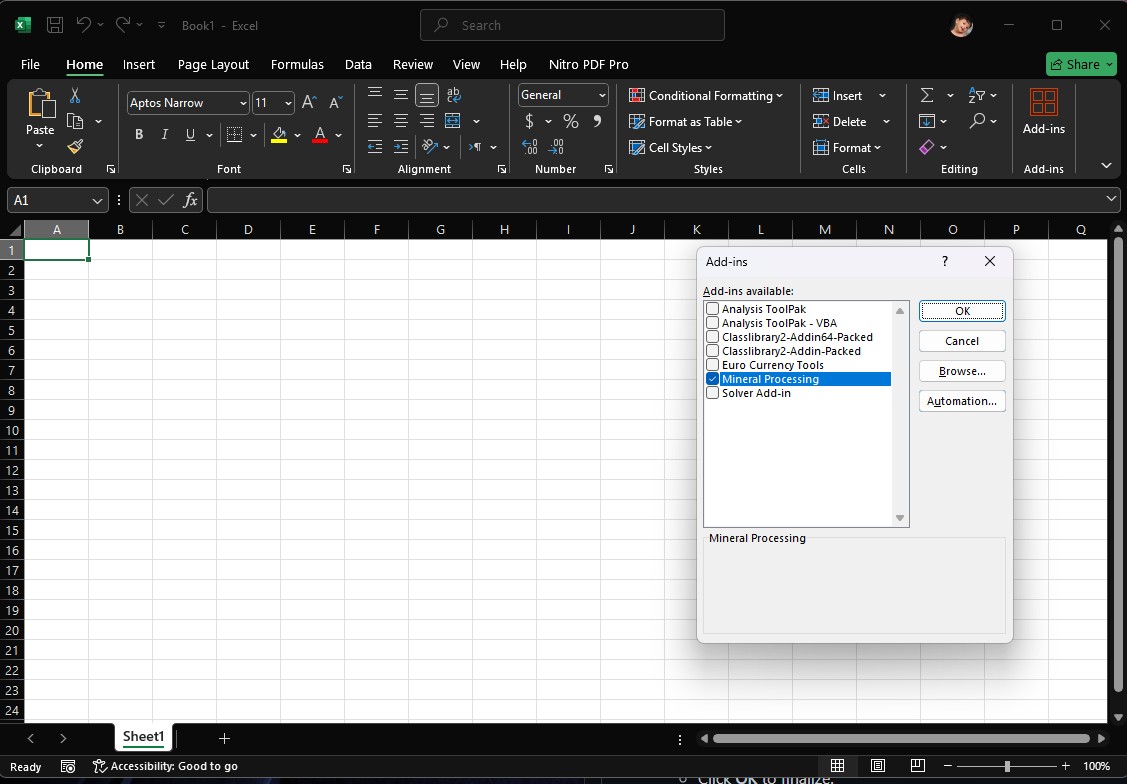 Book1 - Excel
Search
File Home Insert Page Layout Formulas Data Review View Help Nitro PDF Pro Share
Aptos Narrow 11 A A ab General Conditional Formatting Insert Σ
Paste B I U A $ % 9 Format as Table Delete Add-ins
Cell Styles Format
Clipboard Font Alignment Number Styles Cells Editing Add-ins
A1 fx
A B C D E F G H I J K L M N O P Q
1
2
3
4
5
6
7
8
9
10
11
12
13
14
15
16
17
18
19
20
21
22
23
24
Add-ins ?
Add-ins available:
Analysis ToolPak
Analysis ToolPak - VBA
Classlibrary2-Addin64-Packed
Classlibrary2-Addin-Packed
Euro Currency Tools
Mineral Processing
Solver Add-in
OK
Cancel
Browse...
Automation...
Mineral Processing
Sheet1
Ready Accessibility: Good to go 100%
Click OK to finalize.